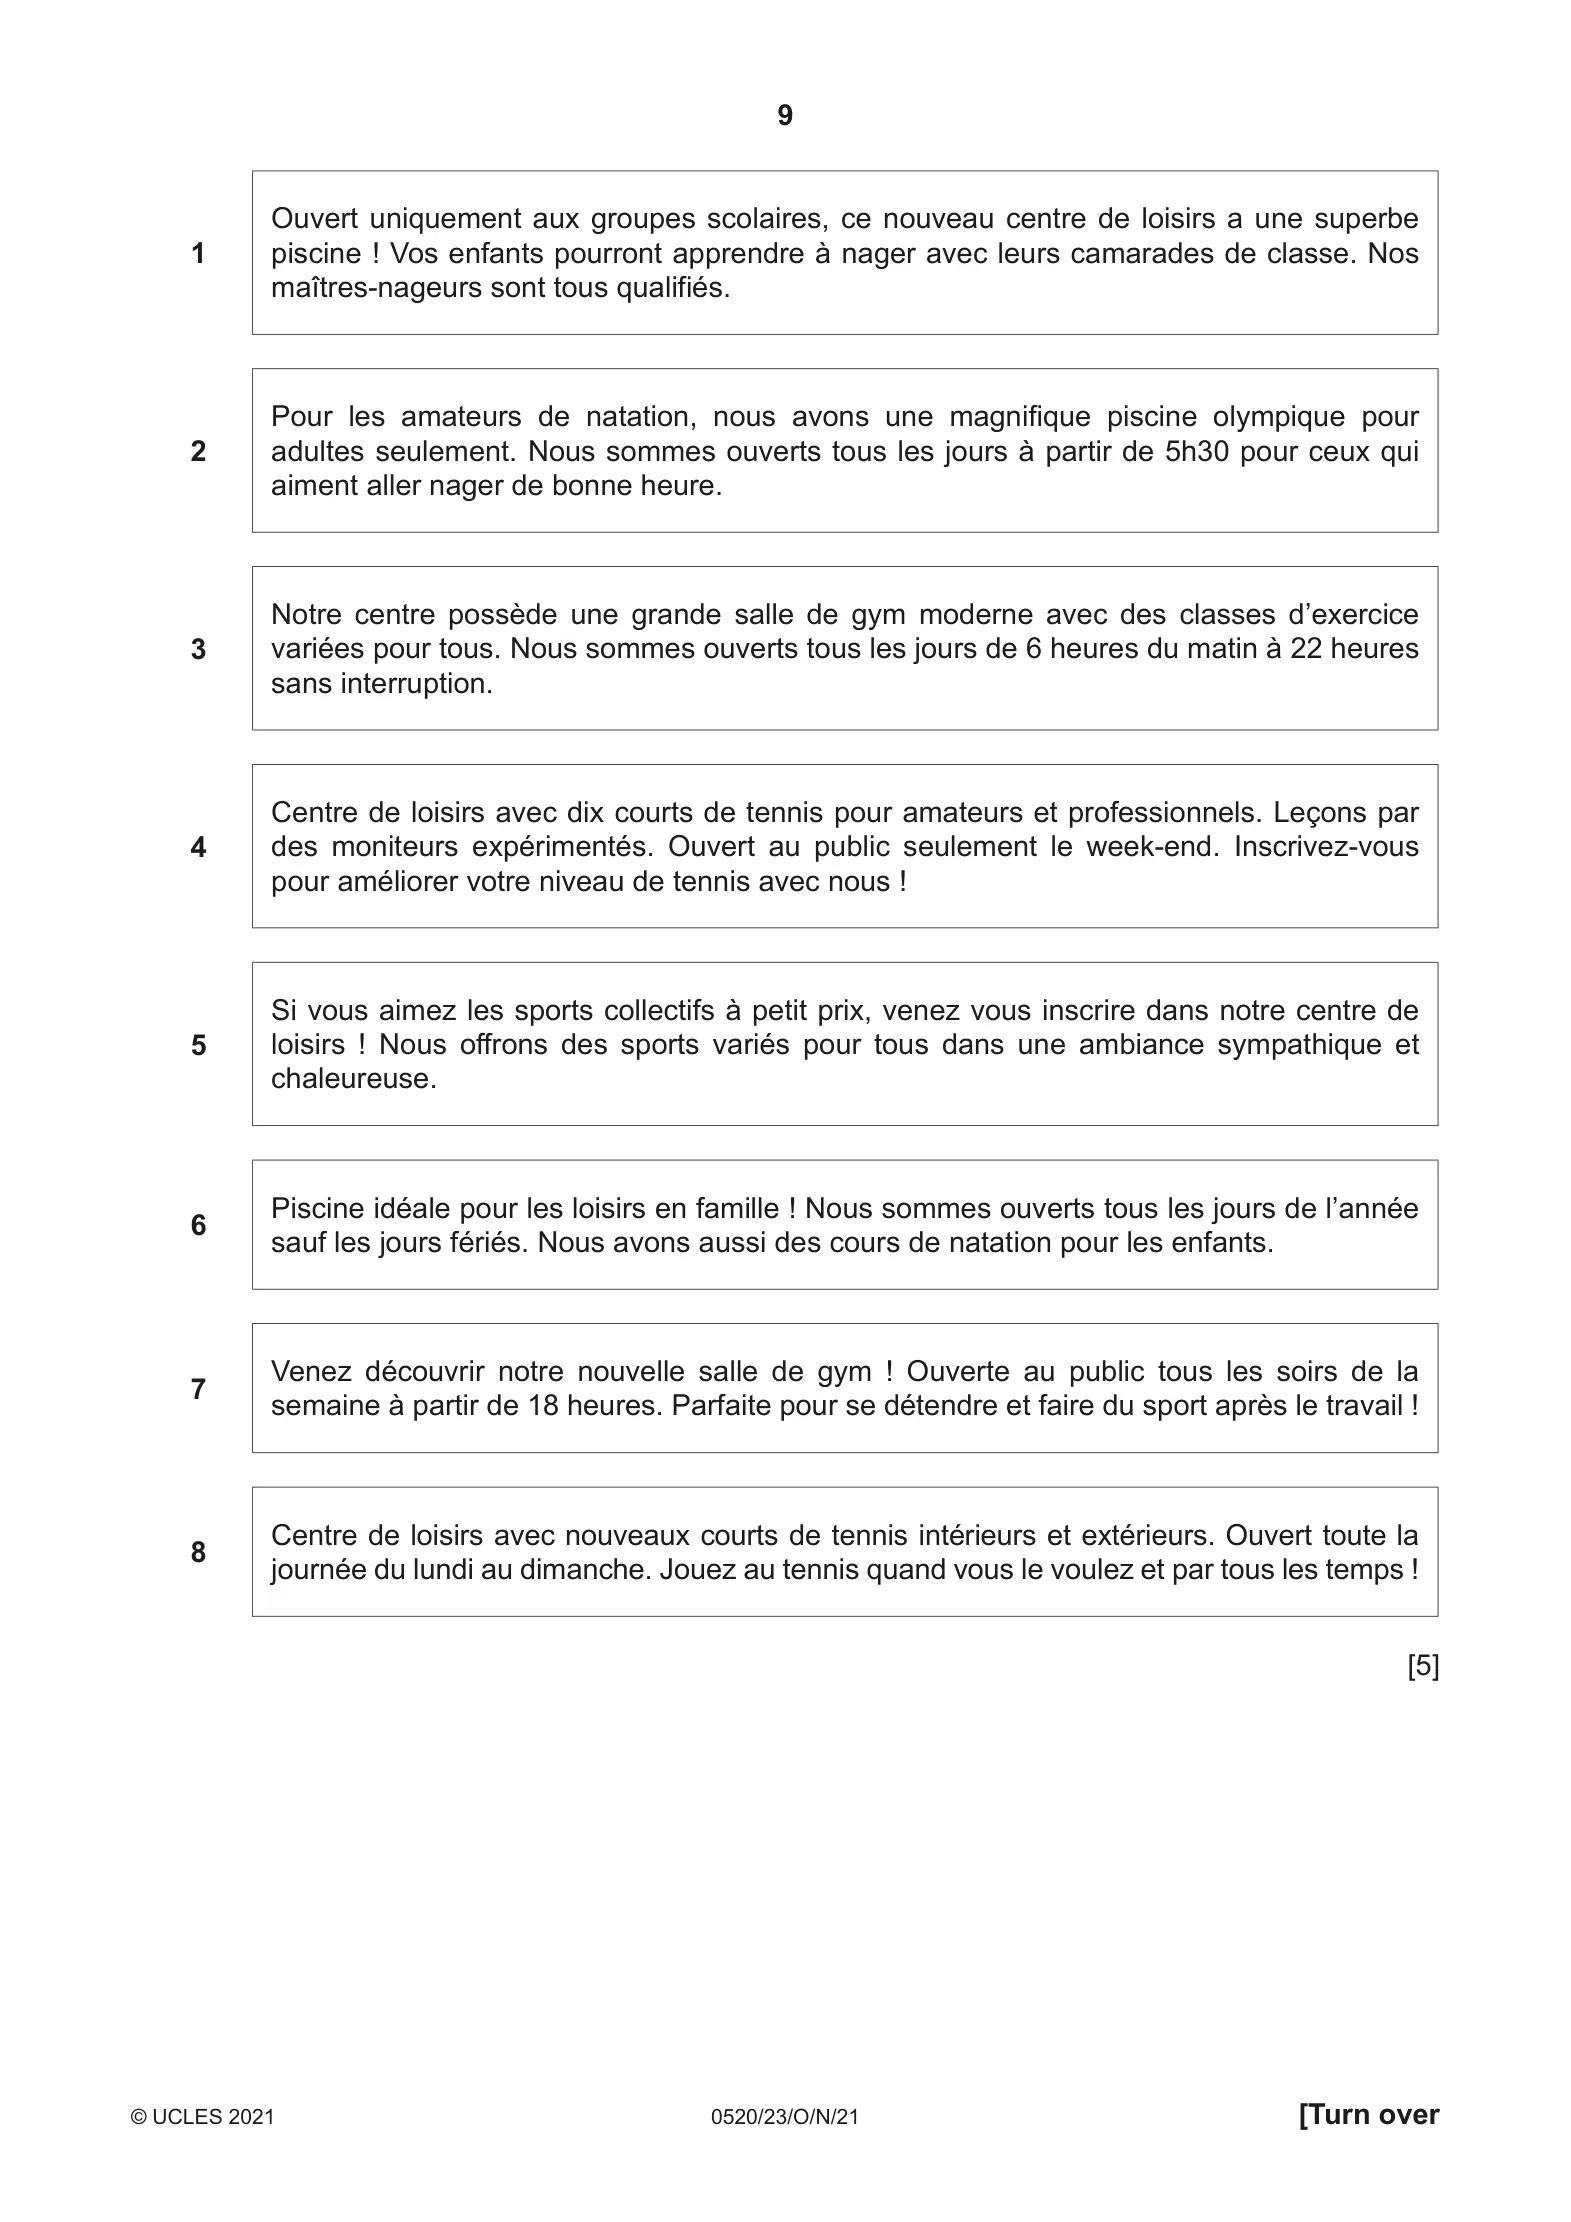 9
1
Ouvert uniquement aux groupes scolaires, ce nouveau centre de loisirs a une superbe
piscine ! Vos enfants pourront apprendre à nager avec leurs camarades de classe. Nos
maîtres-nageurs sont tous qualifiés.
2
Pour les amateurs de natation, nous avons une magnifique piscine olympique pour
adultes seulement. Nous sommes ouverts tous les jours à partir de 5h30 pour ceux qui
aiment aller nager de bonne heure.
3
Notre centre possède une grande salle de gym moderne avec des classes d’exercice
variées pour tous. Nous sommes ouverts tous les jours de 6 heures du matin à 22 heures
sans interruption.
4
Centre de loisirs avec dix courts de tennis pour amateurs et professionnels. Leçons par
des moniteurs expérimentés. Ouvert au public seulement le week-end. Inscrivez-vous
pour améliorer votre niveau de tennis avec nous !
5
Si vous aimez les sports collectifs à petit prix, venez vous inscrire dans notre centre de
loisirs ! Nous offrons des sports variés pour tous dans une ambiance sympathique et
chaleureuse.
6
Piscine idéale pour les loisirs en famille ! Nous sommes ouverts tous les jours de l’année
sauf les jours fériés. Nous avons aussi des cours de natation pour les enfants.
7
Venez découvrir notre nouvelle salle de gym ! Ouverte au public tous les soirs de la
semaine à partir de 18 heures. Parfaite pour se détendre et faire du sport après le travail !
8
Centre de loisirs avec nouveaux courts de tennis intérieurs et extérieurs. Ouvert toute la
journée du lundi au dimanche. Jouez au tennis quand vous le voulez et par tous les temps !
[5]
© UCLES 2021
0520/23/O/N/21
[Turn over